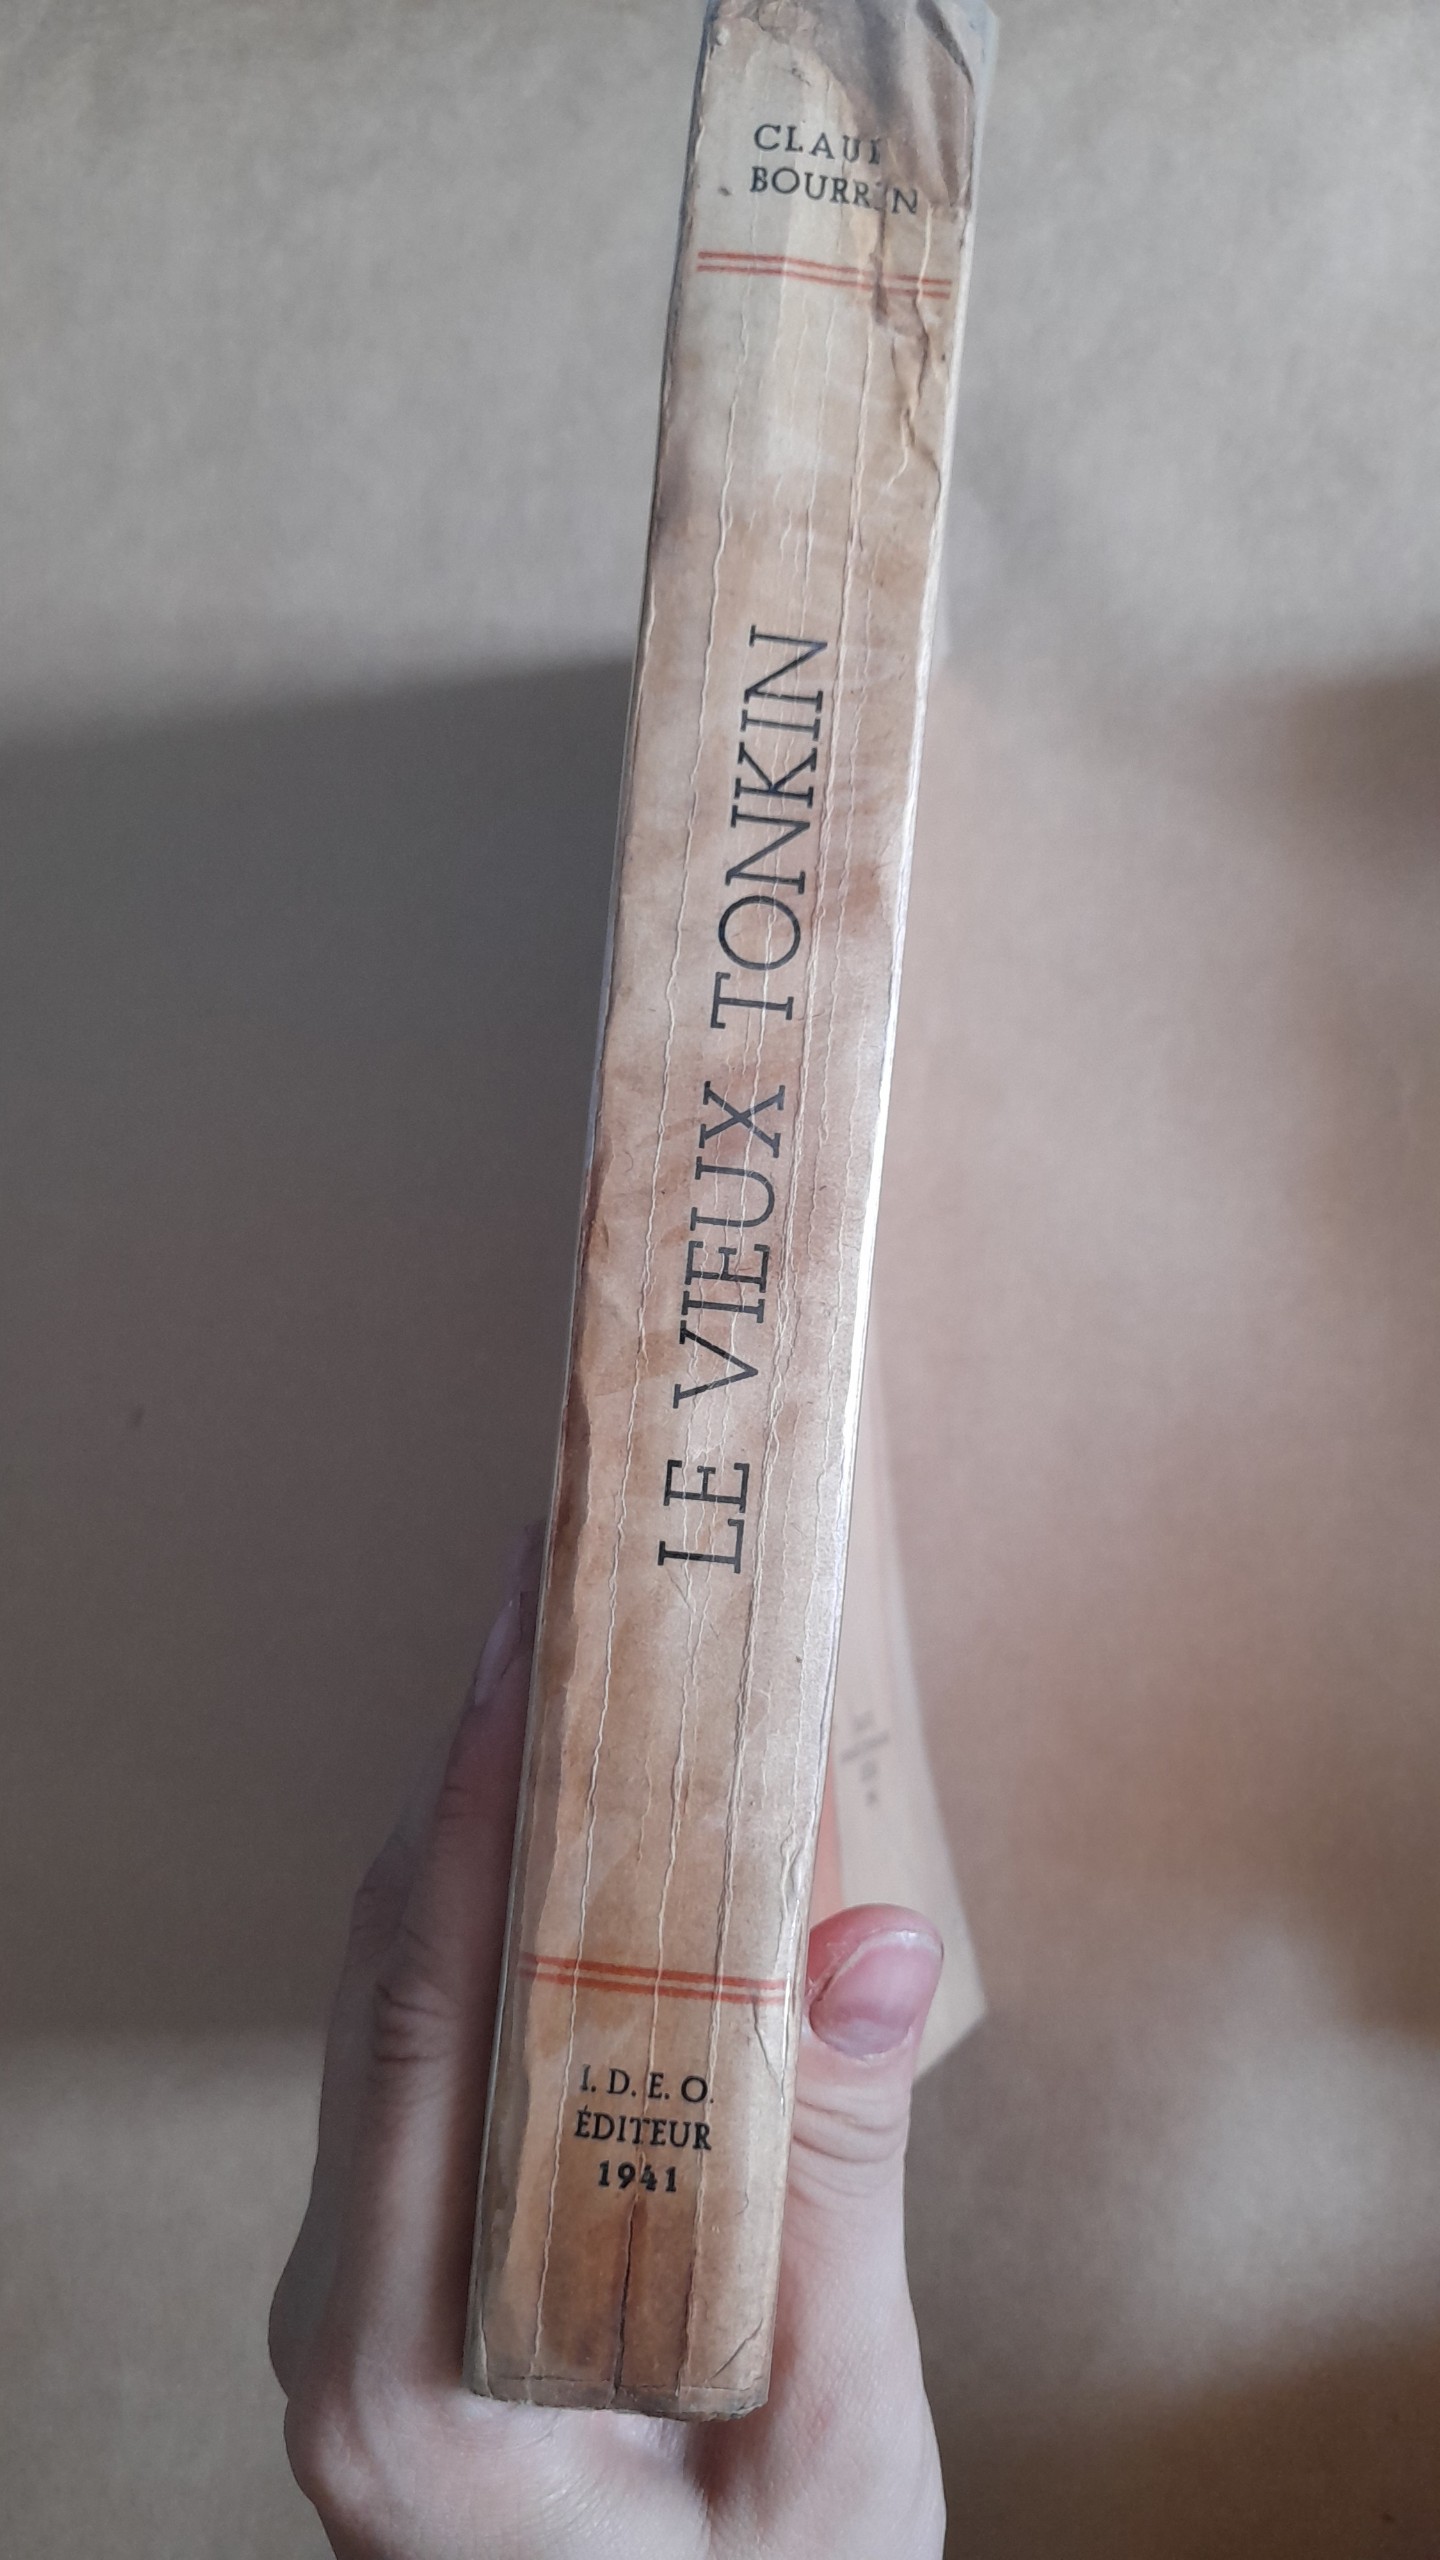 LE VIEUX TONKIN
I. D. E. O.
ÉDITEUR
1941